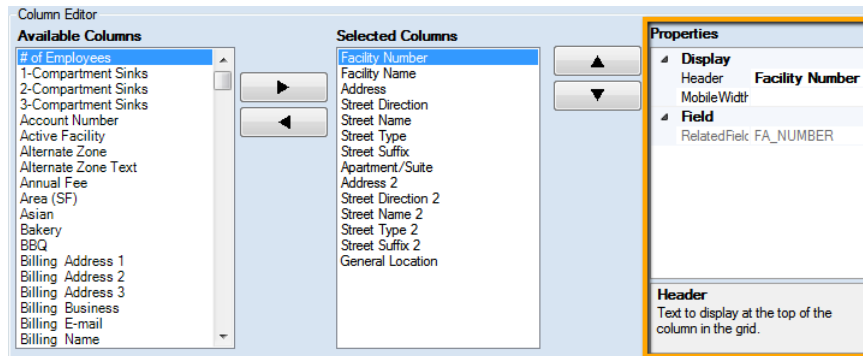 Column Editor
Available Columns
# of Employees
1-Compartment Sinks
2-Compartment Sinks
3-Compartment Sinks
Account Number
Active Facility
Alternate Zone
Alternate Zone Text
Annual Fee
Area (SF)
Asian
Bakery
BBQ
Billing Address 1
Billing Address 2
Billing Address 3
Billing Business
Billing E-mail
Billing Name
Selected Columns
Facility Number
Facility Name
Address
Street Direction
Street Name
Street Type
Street Suffix
Apartment/Suite
Address 2
Street Direction 2
Street Name 2
Street Type 2
Street Suffix 2
General Location
Properties
Display
Header Facility Number
MobileWidth
Field
RelatedField FA_NUMBER
Header
Text to display at the top of the
column in the grid.